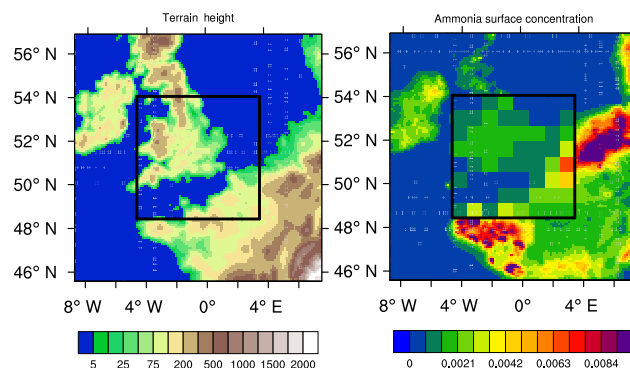 Terrain height
Ammonia surface concentration
56° N
54° N
52° N
50° N
48° N
46° N
8° W
4° W
0°
4° E
56° N
54° N
52° N
50° N
48° N
46° N
8° W
4° W
0°
4° E
5 25 75 200 500 1000 1500 2000
0 0.0021 0.0042 0.0063 0.0084